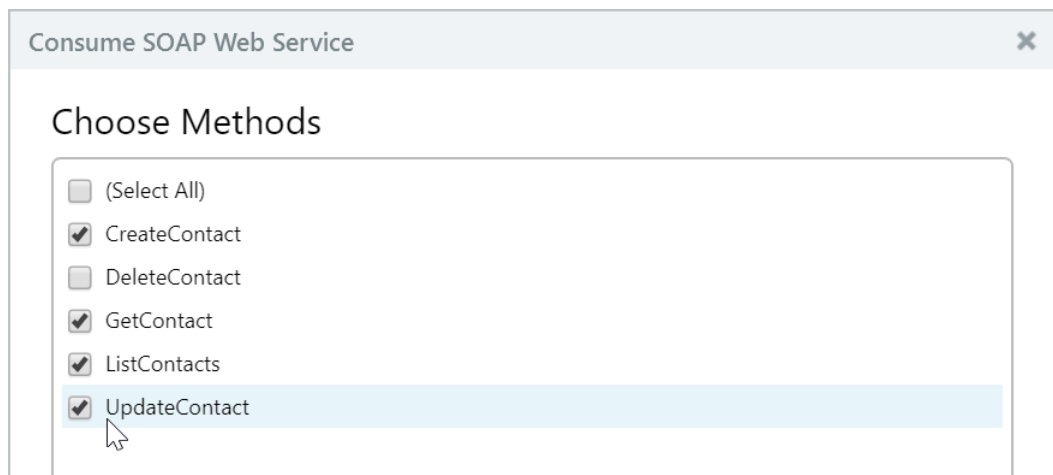 Consume SOAP Web Service
Choose Methods
(Select All)
CreateContact
DeleteContact
GetContact
ListContacts
UpdateContact